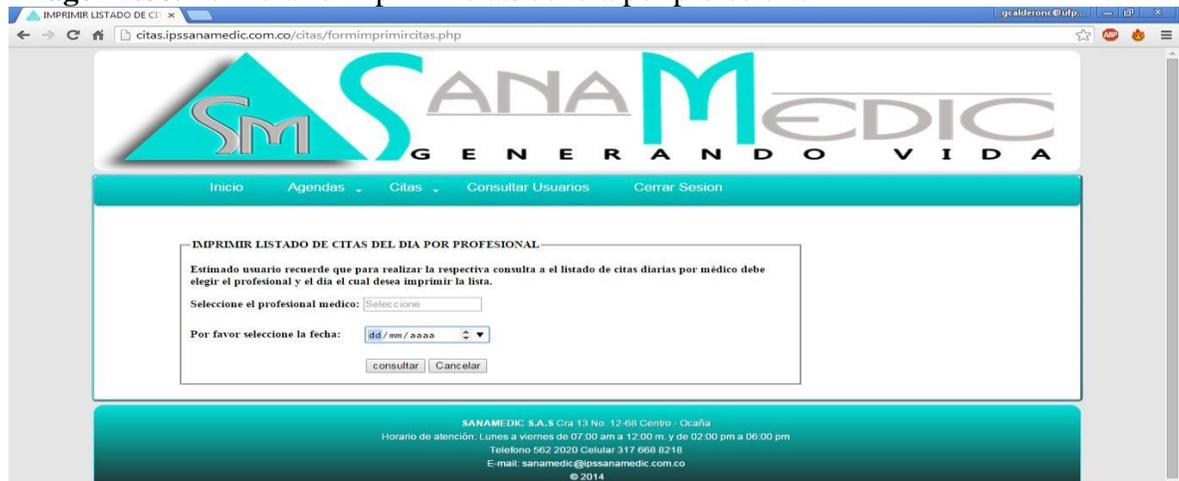 IMPRIMIR LISTADO DE CIT
gcalderonc@ufp...
citas.ipssanamedic.com.co/citas/formimprimircitas.php
SM
SANAMEDIC
GENERANDO VIDA
Inicio Agendas Citas Consultar Usuarios Cerrar Sesion
IMPRIMIR LISTADO DE CITAS DEL DIA POR PROFESIONAL
Estimado usuario recuerde que para realizar la respectiva consulta a el listado de citas diarias por médico debe
elegir el profesional y el dia el cual desea imprimir la lista.
Seleccione el profesional medico: Seleccione
Por favor seleccione la fecha: dd/mm/aaaa
consultar Cancelar
SANAMEDIC S.A.S Cra 13 No. 12-68 Centro - Ocaña
Horario de atención: Lunes a viernes de 07:00 am a 12:00 m. y de 02:00 pm a 06:00 pm
Telefono 562 2020 Celular 317 668 8218
E-mail: sanamedic@ipssanamedic.com.co
© 2014